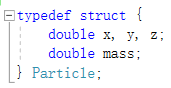 typedef struct {
    double x, y, z;
    double mass;
} Particle;